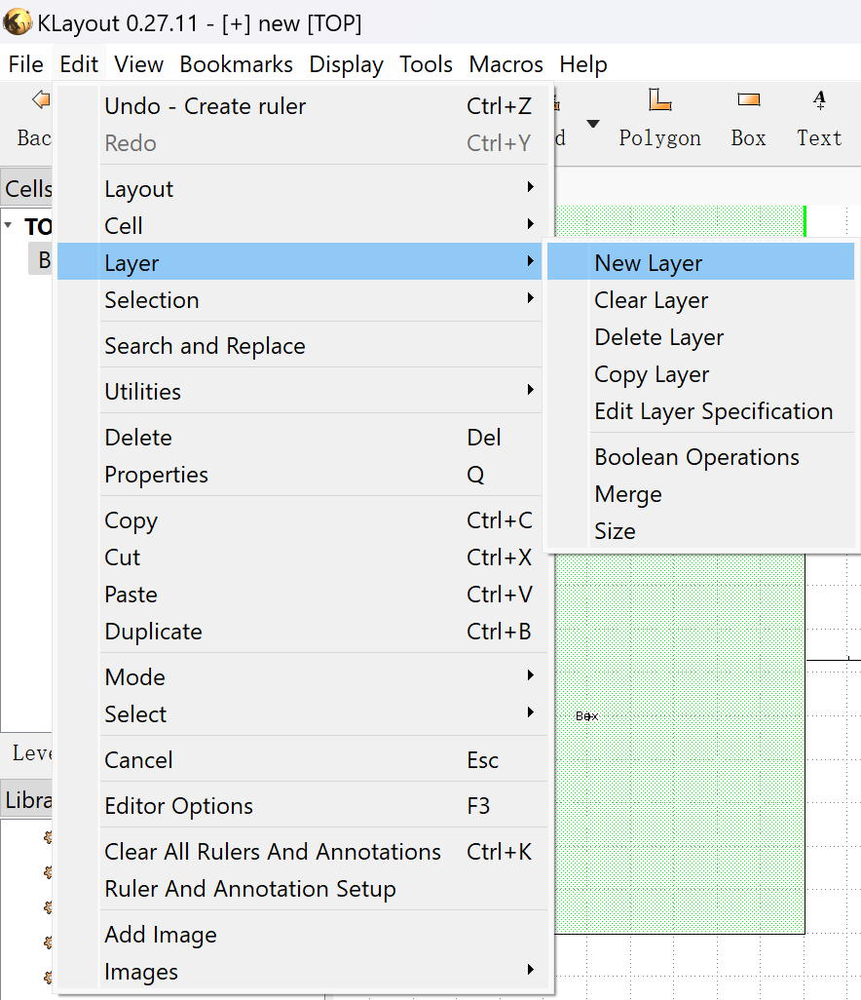 KLayout 0.27.11 - [+] new [TOP]
File Edit View Bookmarks Display Tools Macros Help
Polygon Box Text
Undo - Create ruler Ctrl+Z
Redo Ctrl+Y
Layout
Cells
Cell
Layer
Selection
Search and Replace
Utilities
Delete Del
Properties Q
Copy Ctrl+C
Cut Ctrl+X
Paste Ctrl+V
Duplicate Ctrl+B
Mode
Select
Cancel Esc
Editor Options F3
Clear All Rulers And Annotations Ctrl+K
Ruler And Annotation Setup
Add Image
Images
New Layer
Clear Layer
Delete Layer
Copy Layer
Edit Layer Specification
Boolean Operations
Merge
Size
Box